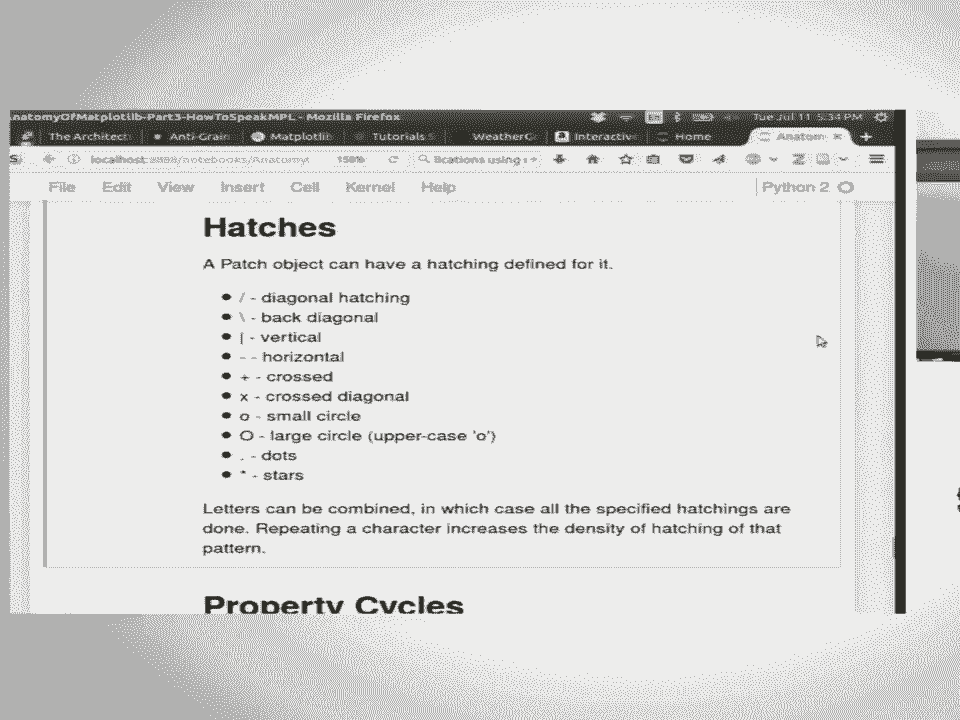 AnatomyOfMatplotlib-Part3-HowToSpeakMPL - Mozilla Firefox
En
Tue Jul 11 5:34 PM
The Architect
Anti-Grain
Matplotlib
Tutorials
WeatherG
Interactive
Home
Anatom
localhost:8888/notebooks/Anatomy
150%
lications using
File Edit View Insert Cell Kernel Help
Python 2
Hatches
A Patch object can have a hatching defined for it.
/ - diagonal hatching
\ - back diagonal
| - vertical
- - horizontal
+ - crossed
x - crossed diagonal
o - small circle
O - large circle (upper-case 'o')
. - dots
* - stars
Letters can be combined, in which case all the specified hatchings are
done. Repeating a character increases the density of hatching of that
pattern.
Property Cycles